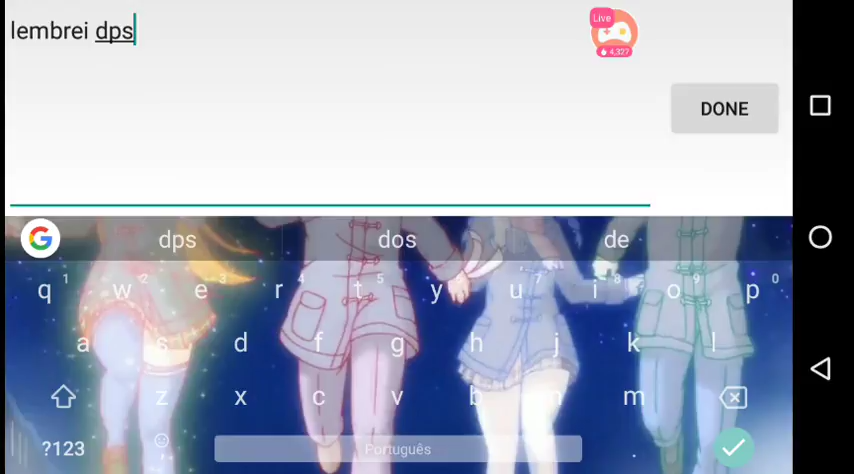 lembrei dps
Live
4,327
DONE
G
dps dos de
q 1 w 2 e 3 r 4 t 5 y 6 u 7 i 8 o 9 p 0
a s d f g h j k l
z x c v b n m
?123 , Português